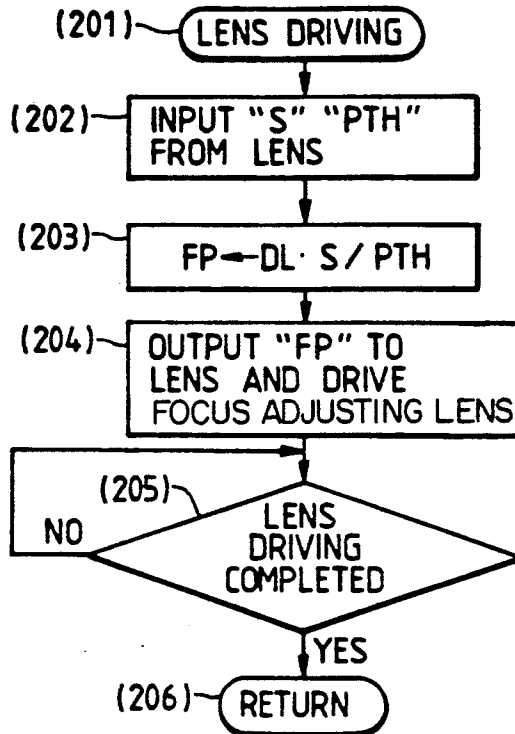 (201)
LENS DRIVING
(202)
INPUT "S" "PTH"
FROM LENS
(203)
FP←DL· S / PTH
(204)
OUTPUT "FP" TO
LENS AND DRIVE
FOCUS ADJUSTING LENS
(205)
NO
LENS
DRIVING
COMPLETED
YES
(206)
RETURN